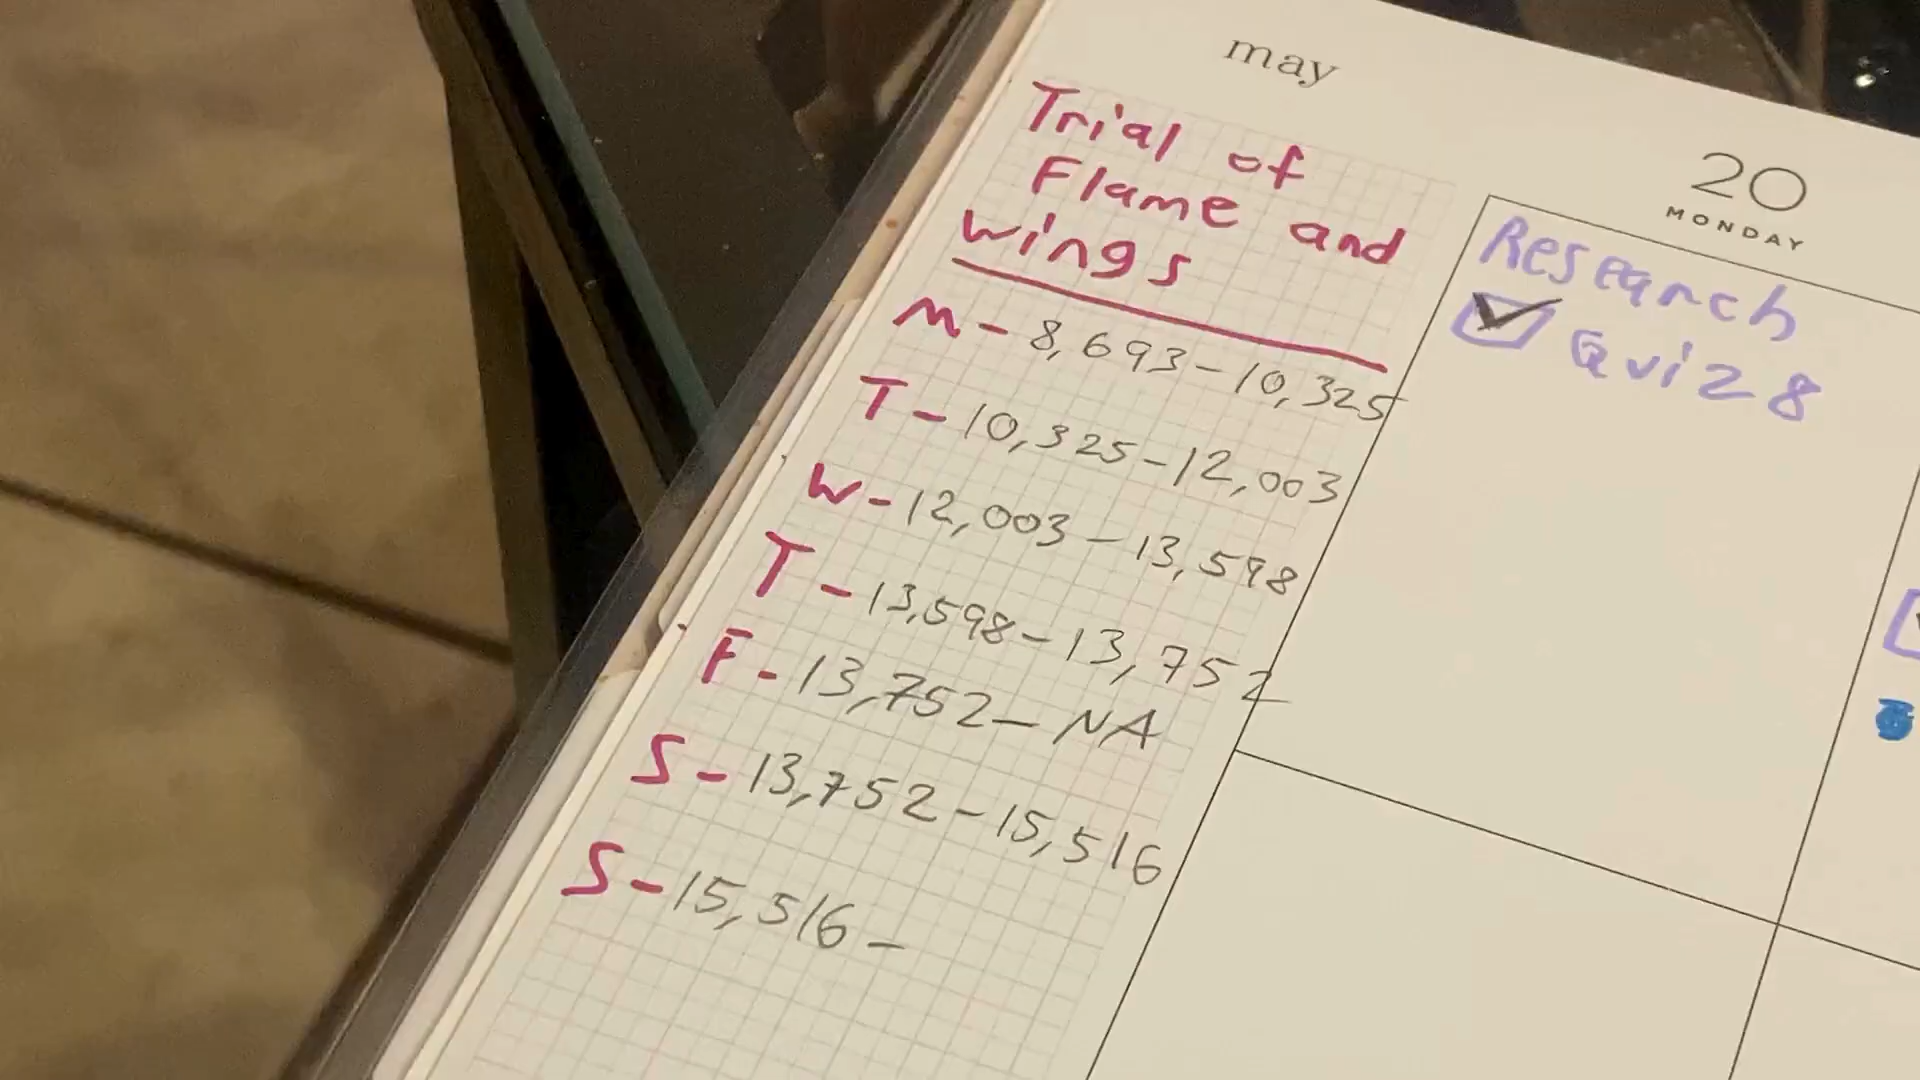 may
Trial of
Flame and
wings
M - 8,693 - 10,325
T - 10,325 - 12,003
W - 12,003 - 13,598
T - 13,598 - 13,752
F - 13,752 - NA
S - 13,752 - 15,516
S - 15,516 -
20
MONDAY
Research
Quiz 8